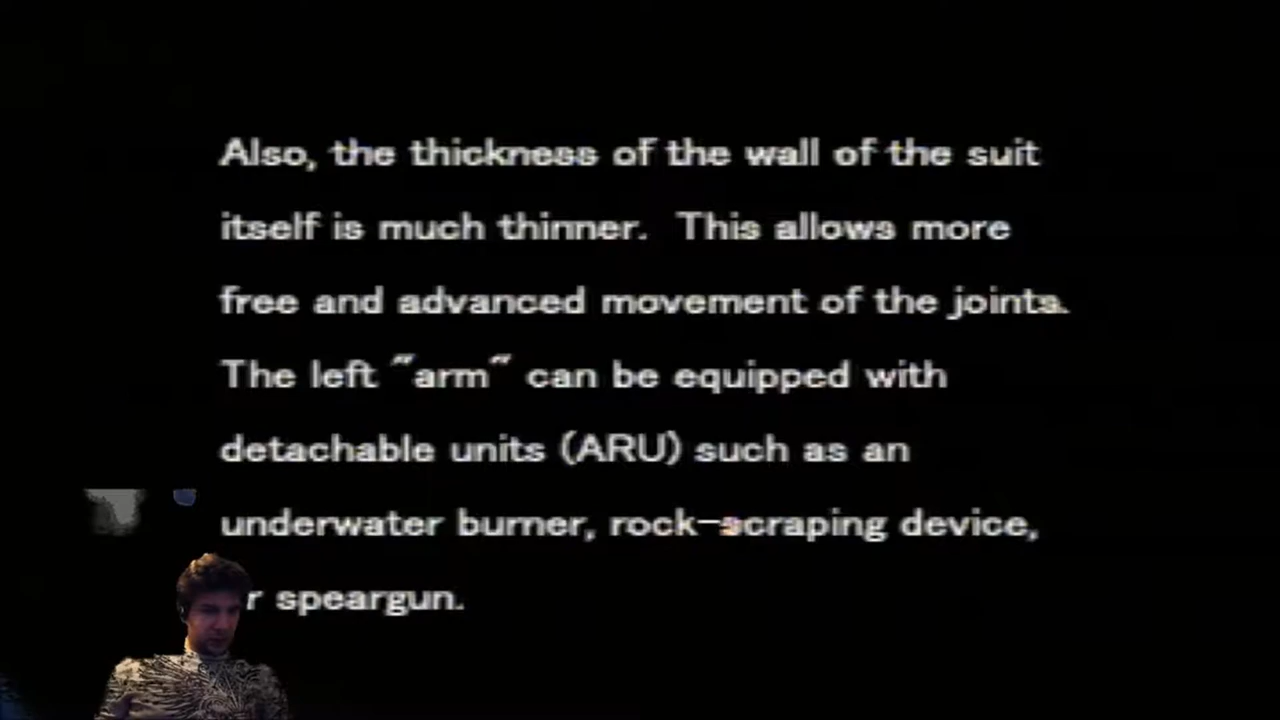 Also, the thickness of the wall of the suit
itself is much thinner. This allows more
free and advanced movement of the joints.
The left "arm" can be equipped with
detachable units (ARU) such as an
underwater burner, rock-scraping device,
r speargun.